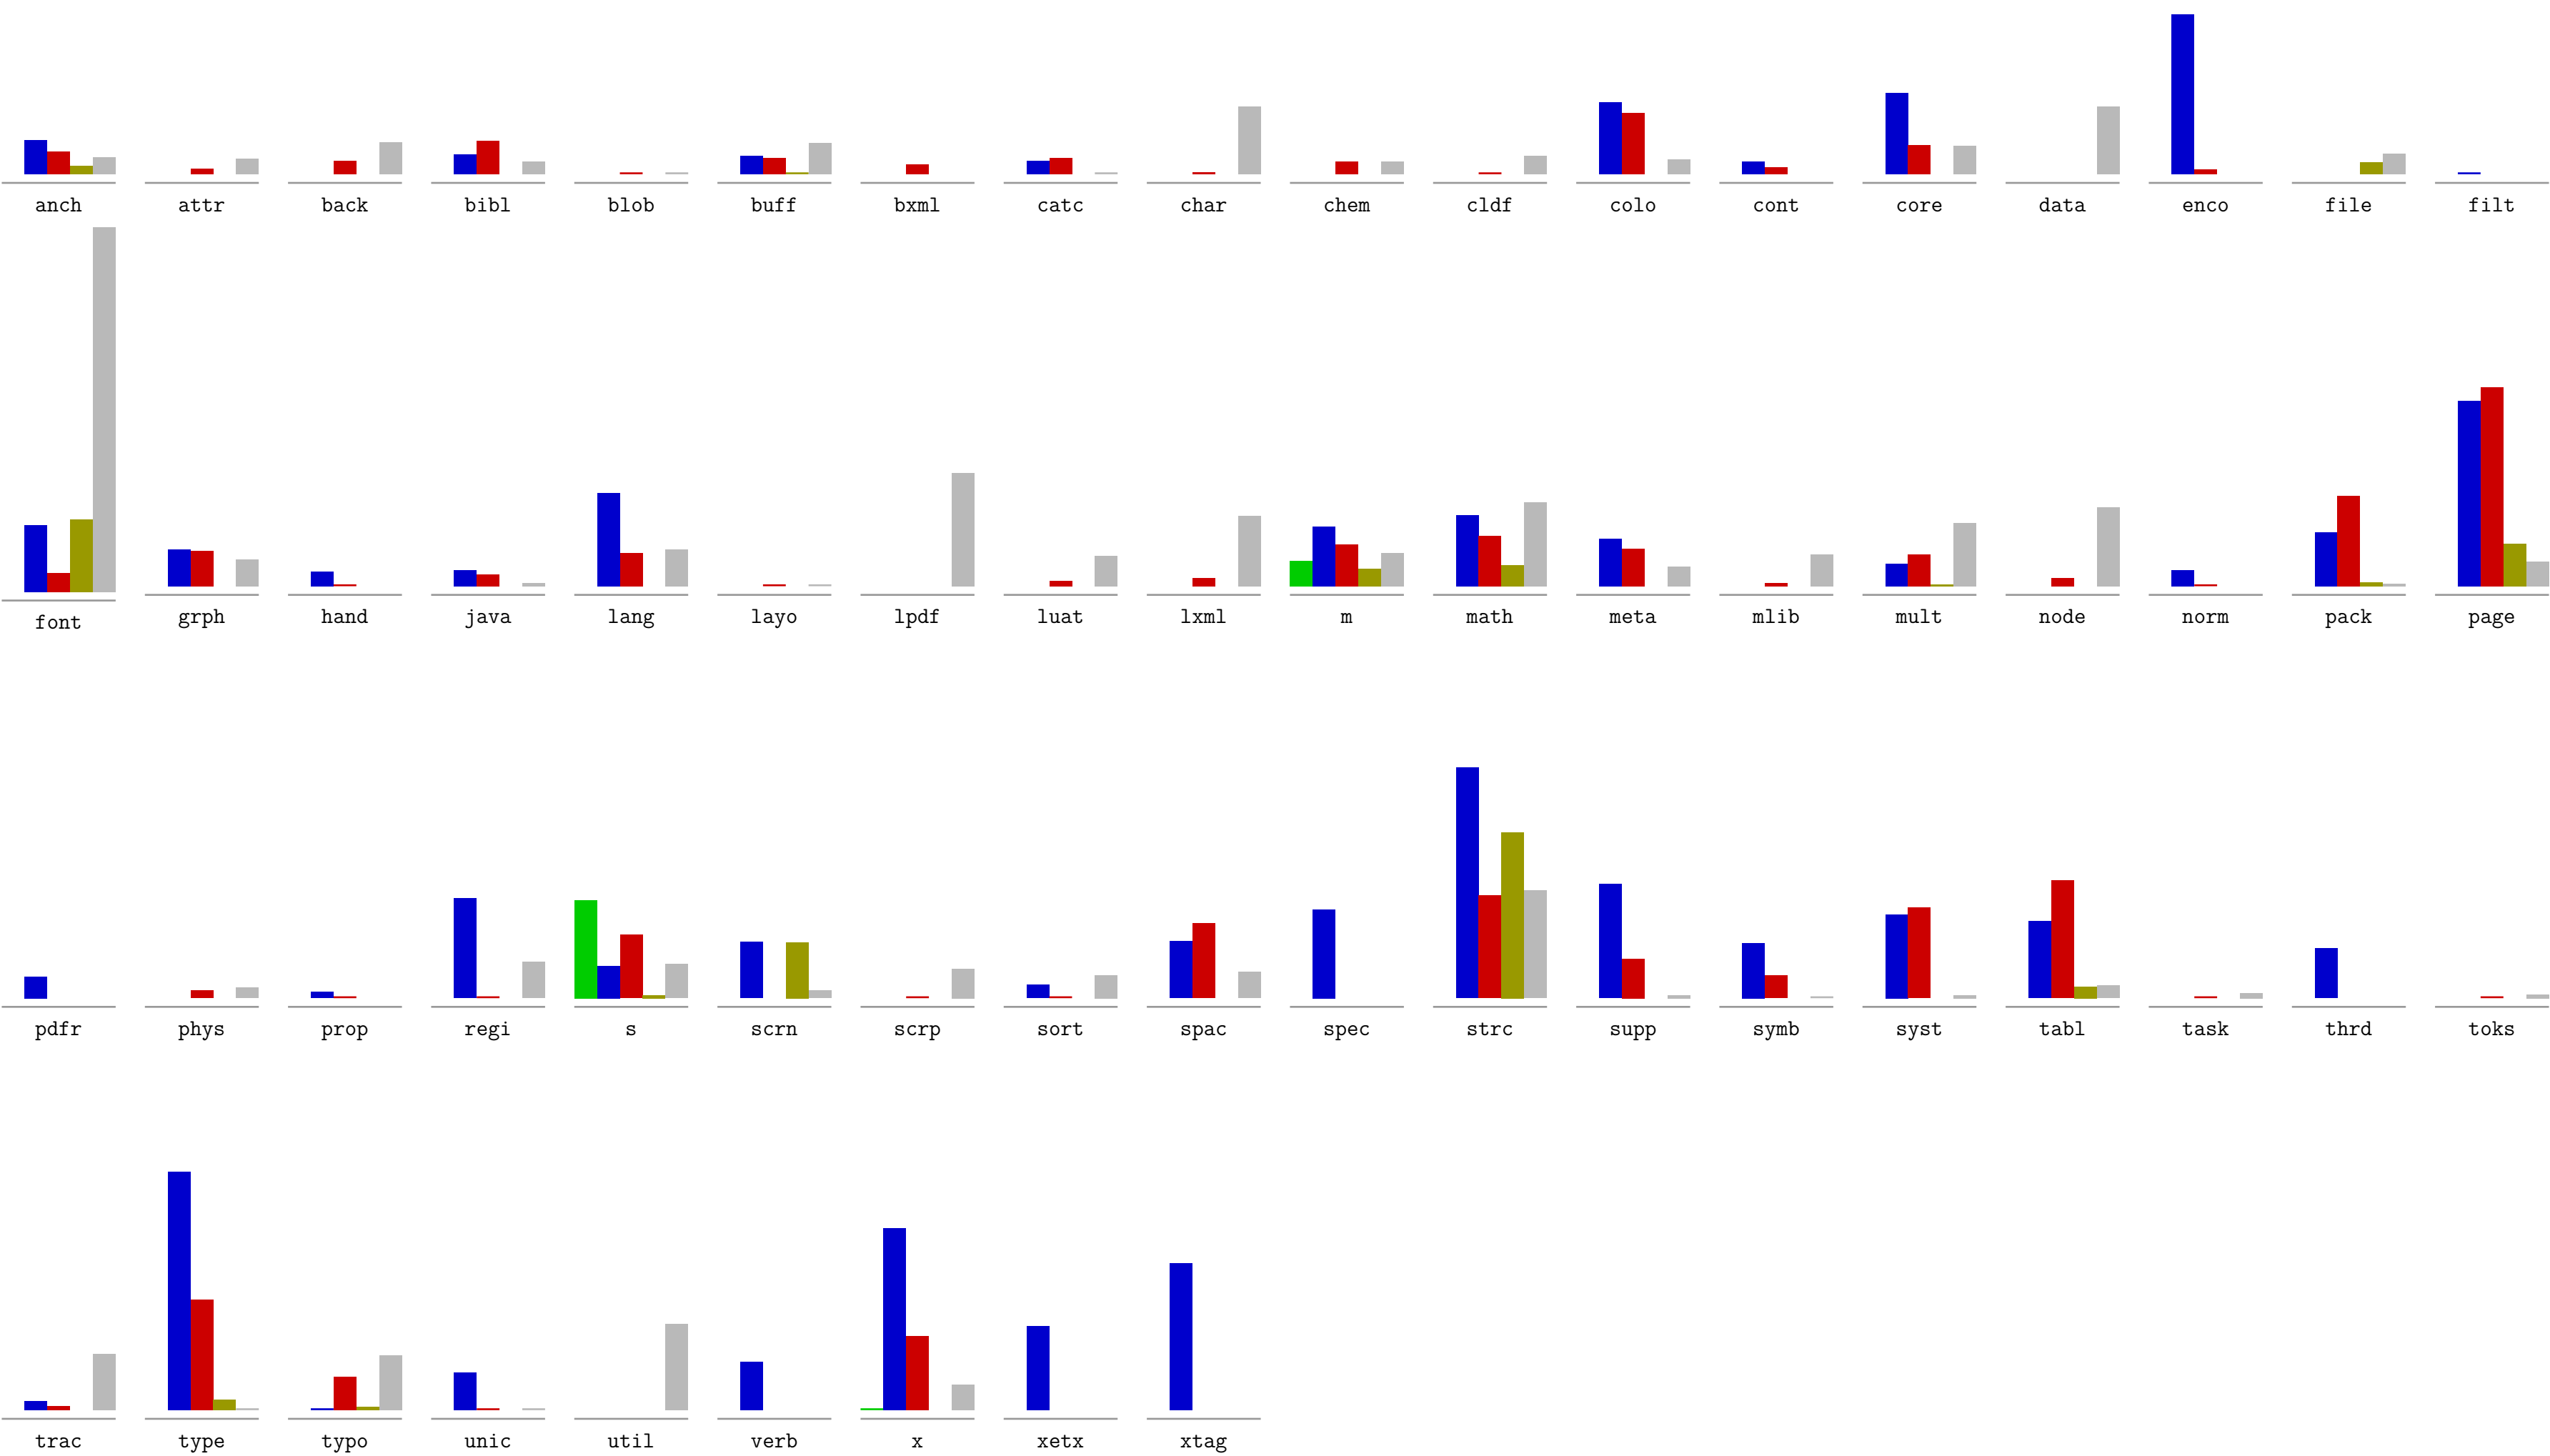 anch attr back bibl blob buff bxml catc char chem cldf colo cont core data enco file filt
font grph hand java lang layo lpdf luat lxml m math meta mlib mult node norm pack page
pdfr phys prop regi s scrn scrp sort spac spec strc supp symb syst tabl task thrd toks
trac type typo unic util verb x xetx xtag